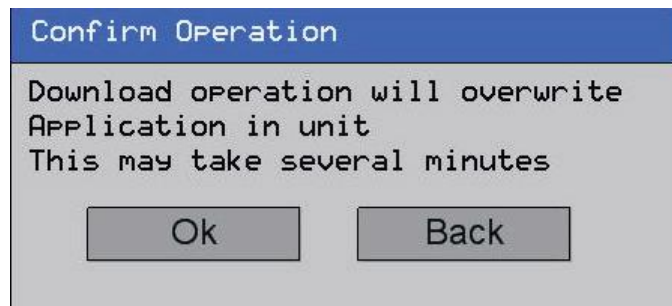 Confirm Operation
Download operation will overwrite
Application in unit
This may take several minutes
Ok
Back